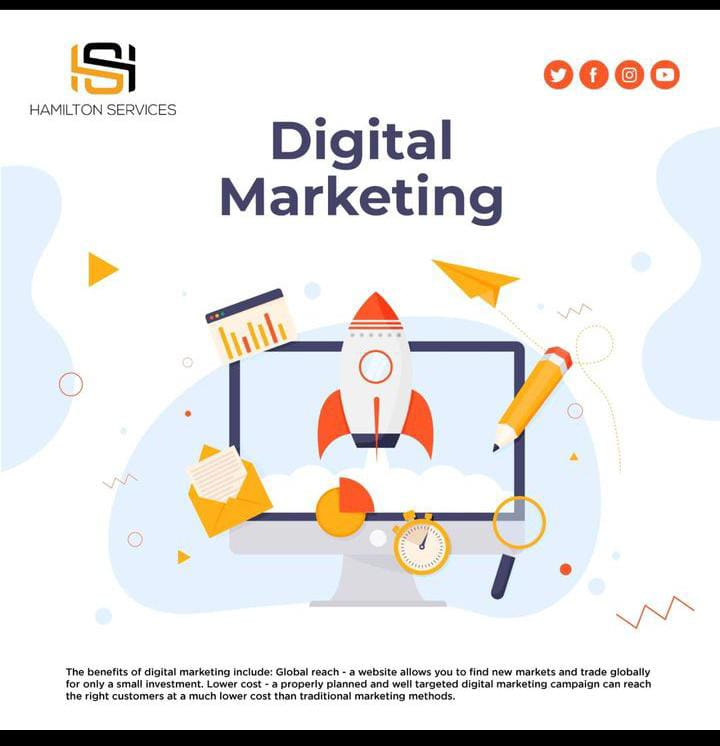 HAMILTON SERVICES
Digital
Marketing
The benefits of digital marketing include: Global reach - a website allows you to find new markets and trade globally
for only a small investment. Lower cost - a properly planned and well targeted digital marketing campaign can reach
the right customers at a much lower cost than traditional marketing methods.